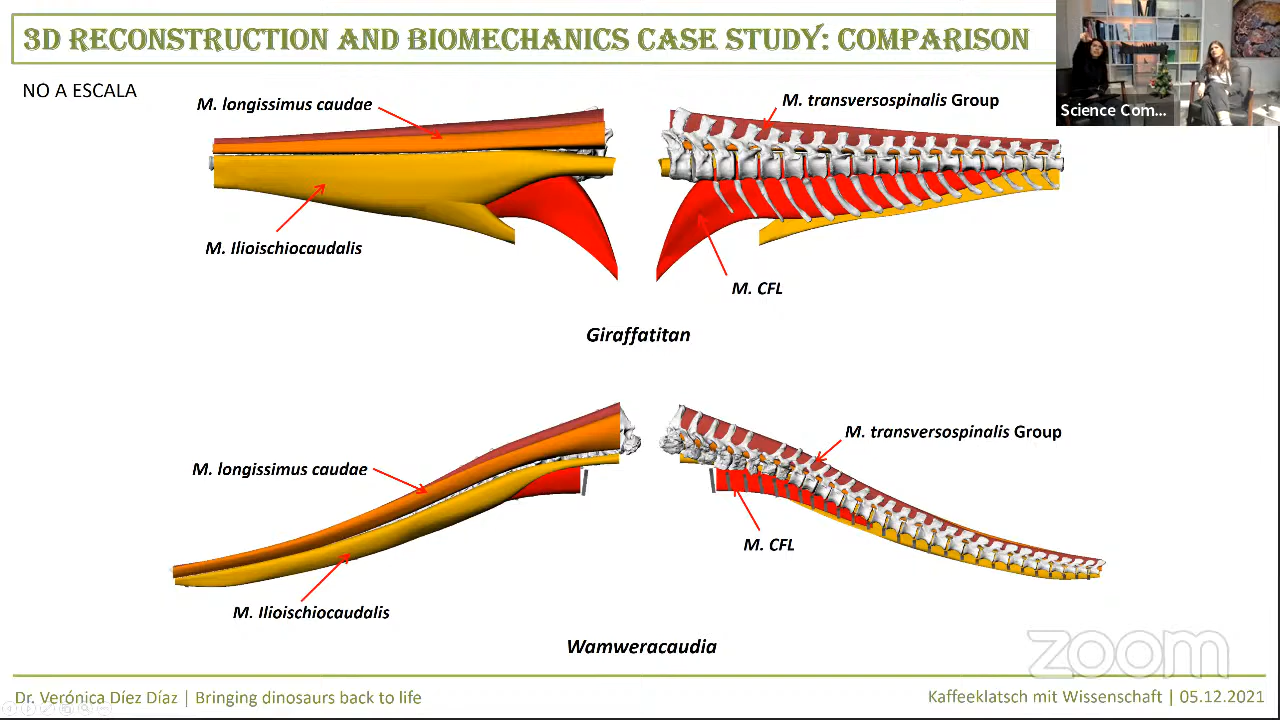 3D RECONSTRUCTION AND BIOMECHANICS CASE STUDY: COMPARISON
Science Com...
NO A ESCALA
M. longissimus caudae
M. transversospinalis Group
M. Ilioischiocaudalis
M. CFL
Giraffatitan
M. transversospinalis Group
M. longissimus caudae
M. CFL
M. Ilioischiocaudalis
Wamweracaudia
zoom
Dr. Verónica Díez Díaz | Bringing dinosaurs back to life
Kaffeeklatsch mit Wissenschaft | 05.12.2021